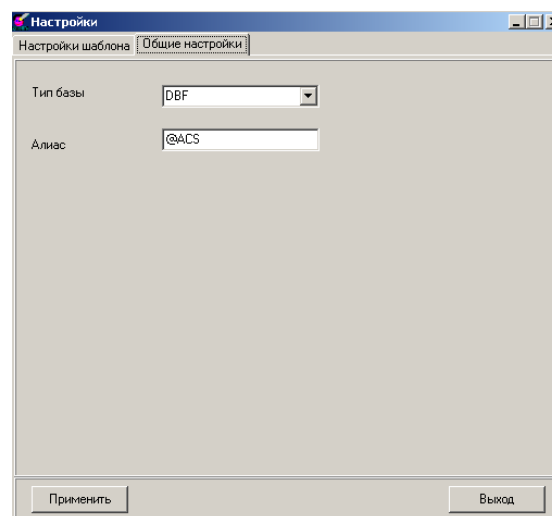 Настройки
Настройки шаблона Общие настройки
Тип базы DBF
Алиас @ACS
Применить Выход